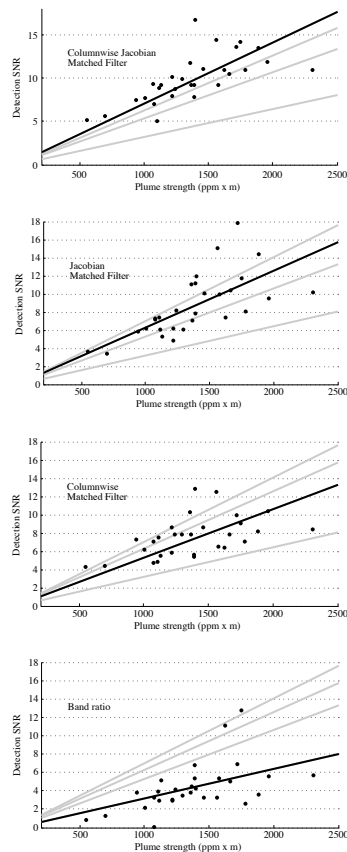 Detection SNR
15
10
5
0
Columnwise Jacobian
Matched Filter
500 1000 1500 2000 2500
Plume strength (ppm x m)
Detection SNR
18
16
14
12
10
8
6
4
2
0
Jacobian
Matched Filter
500 1000 1500 2000 2500
Plume strength (ppm x m)
Detection SNR
18
16
14
12
10
8
6
4
2
0
Columnwise
Matched Filter
500 1000 1500 2000 2500
Plume strength (ppm x m)
Detection SNR
18
16
14
12
10
8
6
4
2
0
Band ratio
500 1000 1500 2000 2500
Plume strength (ppm x m)